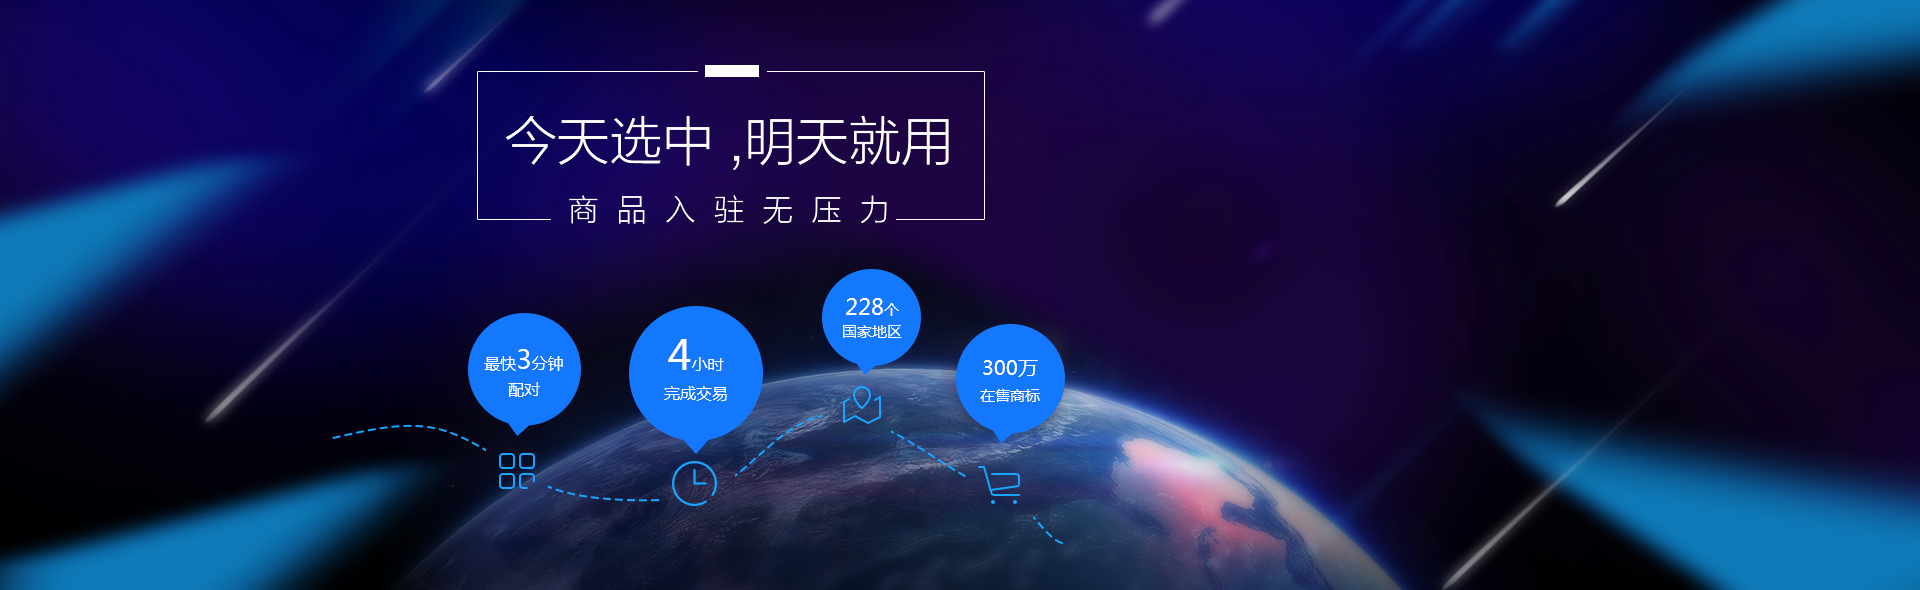 今天选中 ,明天就用
商品入驻无压力
最快3分钟
配对
4小时
完成交易
228个
国家地区
300万
在售商标